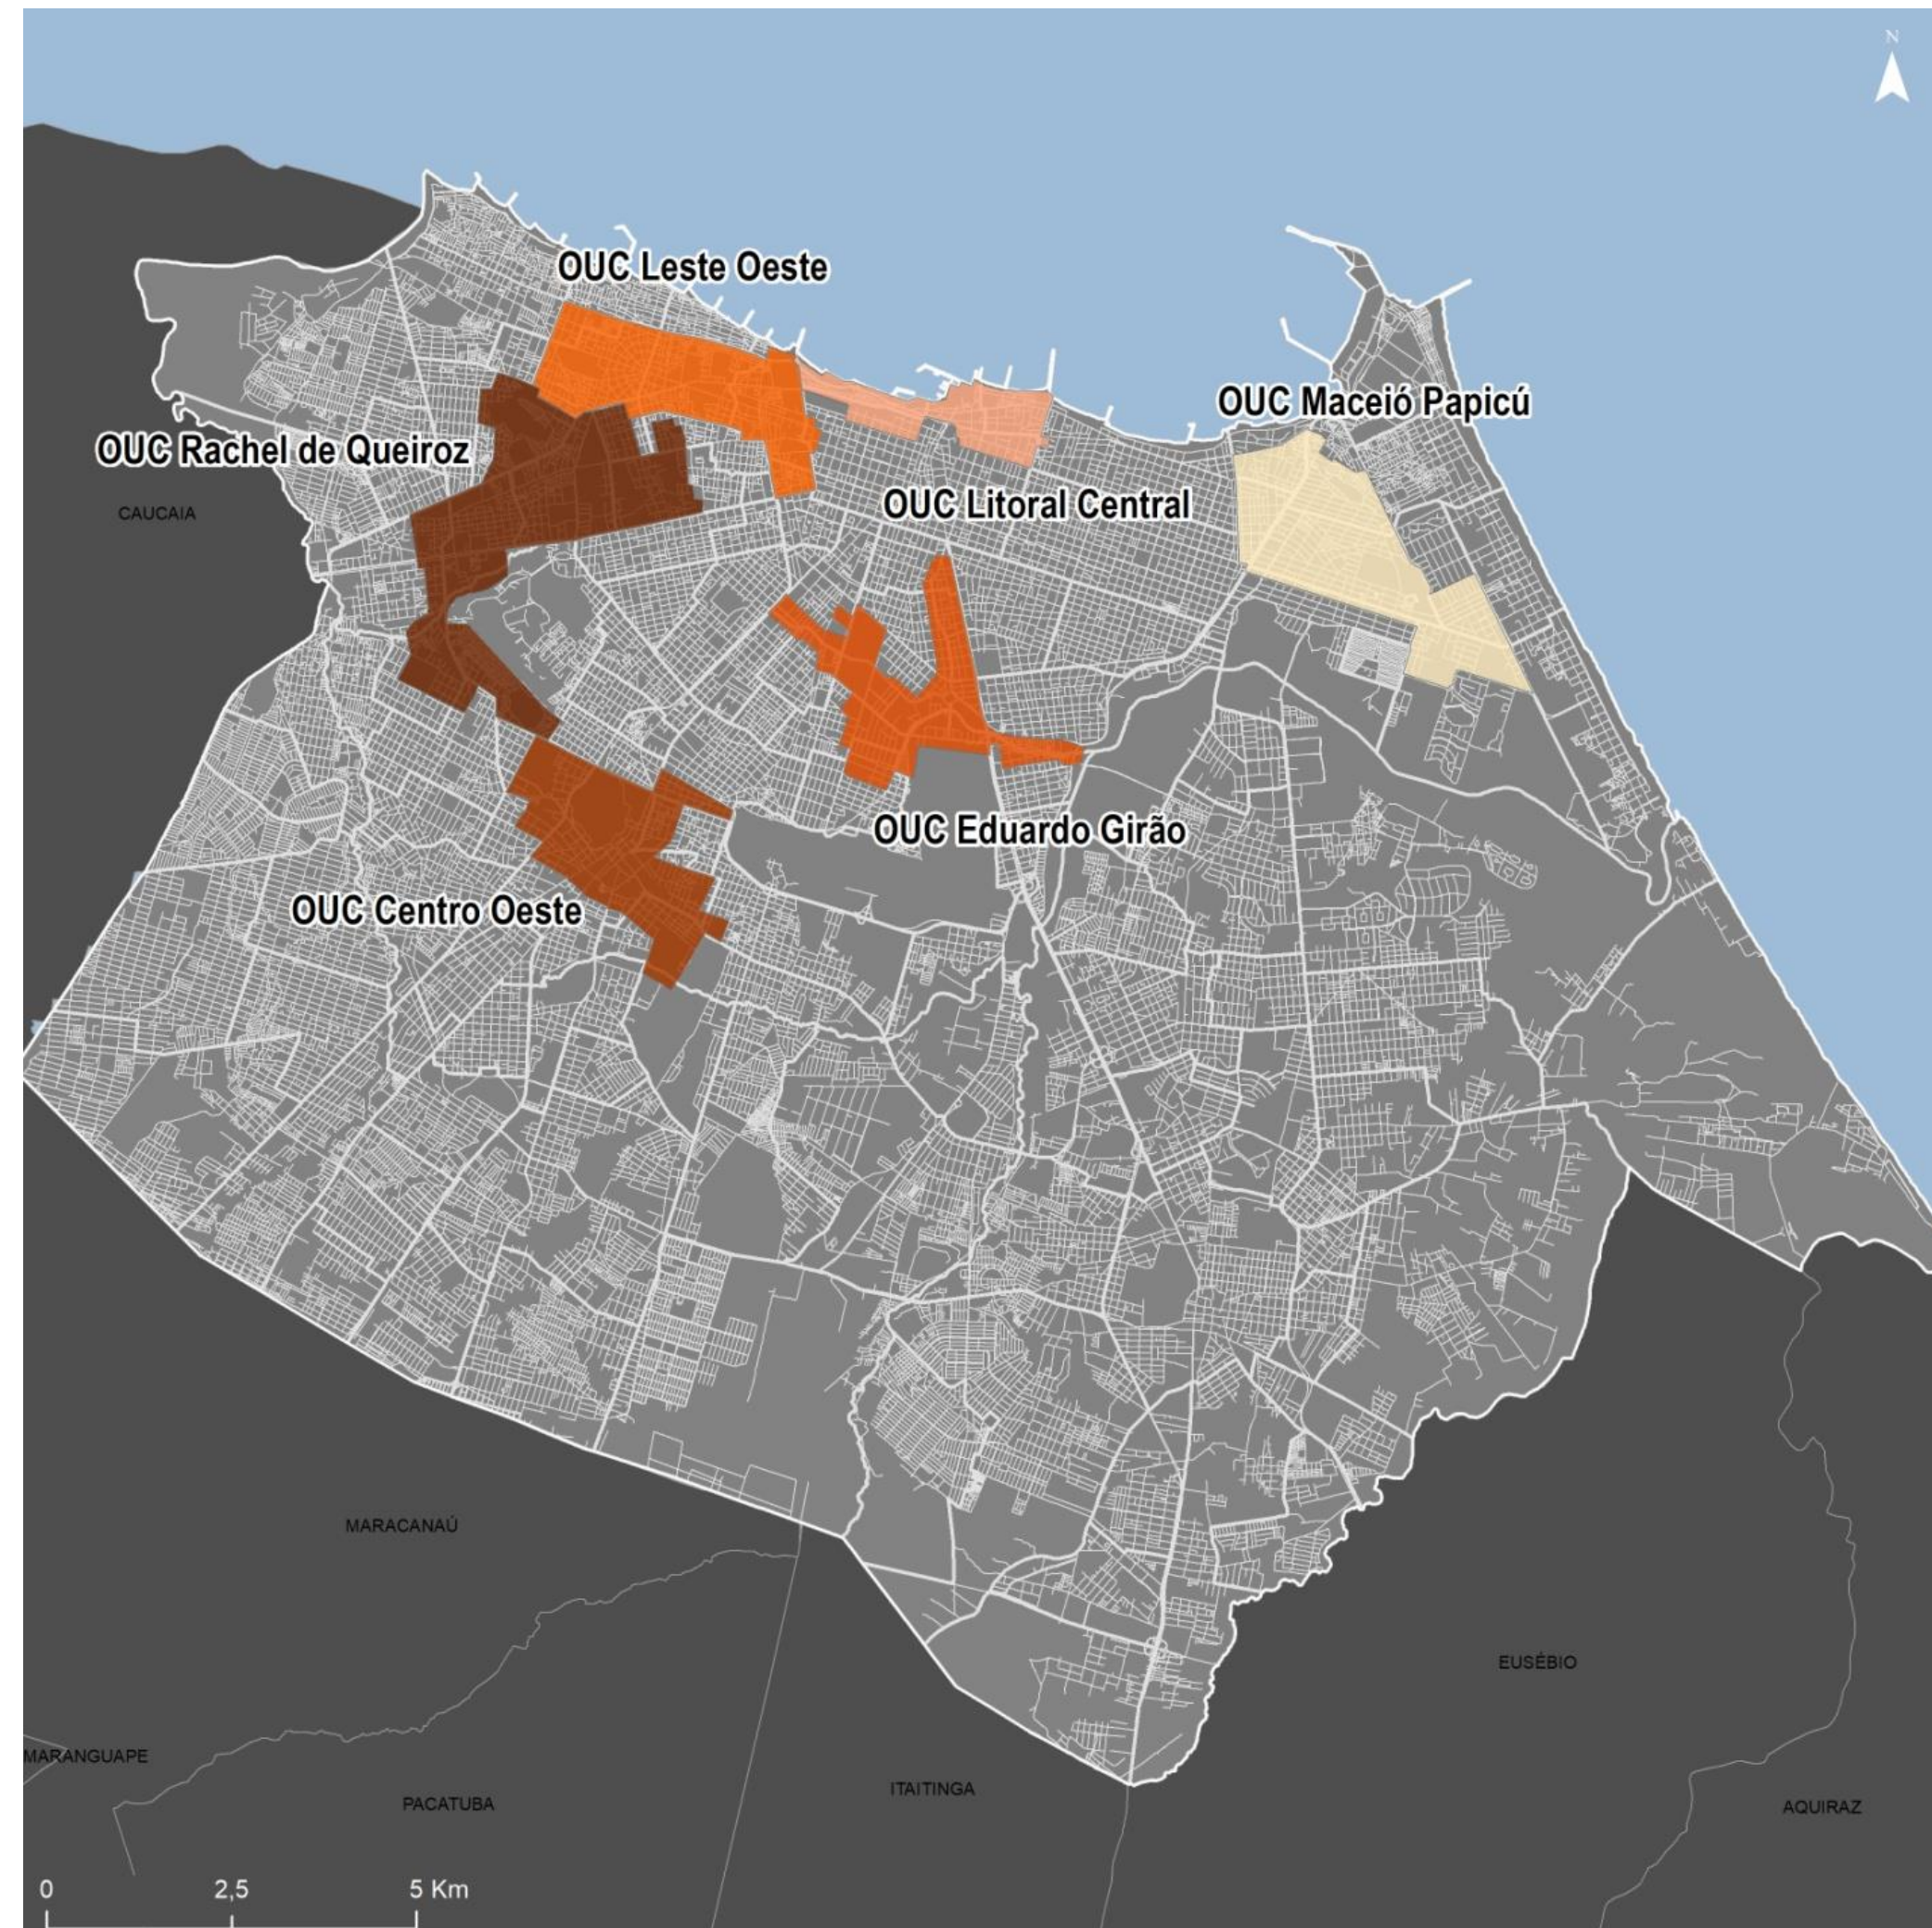 N
OUC Leste Oeste
OUC Maceió Papicú
OUC Rachel de Queiroz
OUC Litoral Central
CAUCAIA
OUC Eduardo Girão
OUC Centro Oeste
MARACANAÚ
EUSÉBIO
MARANGUAPE
ITAITINGA
PACATUBA
AQUIRAZ
0 2,5 5 Km